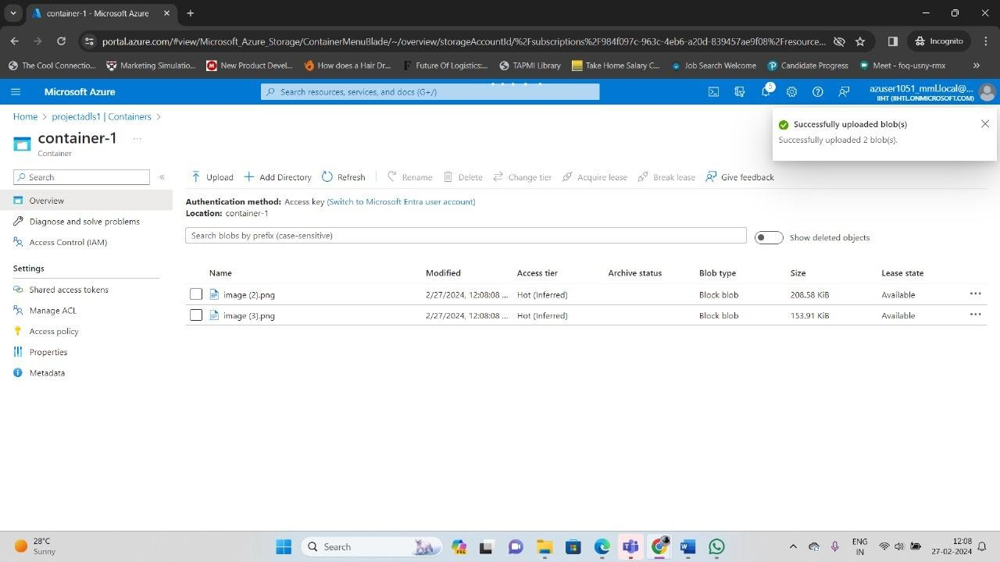 container-1 - Microsoft Azure
portal.azure.com/#view/Microsoft_Azure_Storage/ContainerMenuBlade/~/overview/storageAccountId/%2Fsubscriptions%2F984f097c-963c-4eb6-a20d-839457ae9f08%2Fresource...
Incognito
The Cool Connectio... Marketing Simulatio... New Product Devel... How does a Hair Dr... Future Of Logistics:... TAPMI Library Take Home Salary C... Job Search Welcome Candidate Progress Meet - foq-usny-rmx
Microsoft Azure
Search resources, services, and docs (G+/)
5
azuser1051_mml.local@...
IIHT (IIHTL.ONMICROSOFT.COM)
Home > projectadls1 | Containers >
container-1 ...
Container
Successfully uploaded blob(s)
Successfully uploaded 2 blob(s).
Search
Upload Add Directory Refresh Rename Delete Change tier Acquire lease Break lease Give feedback
Overview
Diagnose and solve problems
Access Control (IAM)
Settings
Shared access tokens
Manage ACL
Access policy
Properties
Metadata
Authentication method: Access key (Switch to Microsoft Entra user account)
Location: container-1
Search blobs by prefix (case-sensitive)
Show deleted objects
Name Modified Access tier Archive status Blob type Size Lease state
image (2).png 2/27/2024, 12:08:08 ... Hot (Inferred) Block blob 208.58 KiB Available ...
image (3).png 2/27/2024, 12:08:08 ... Hot (Inferred) Block blob 153.91 KiB Available ...
28°C
Sunny
Search
PRE
ENG
IN
12:08
27-02-2024